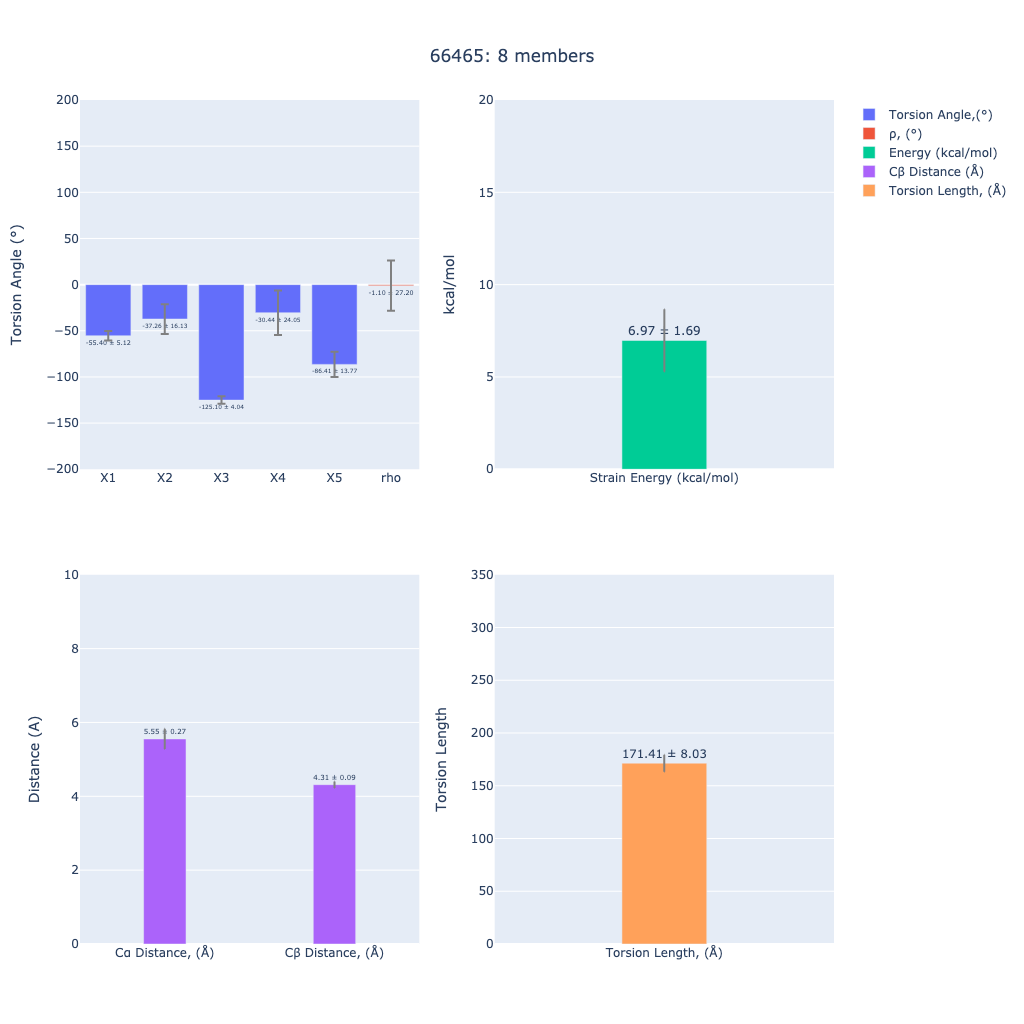 66465: 8 members
200
150
100
50
0
−50
−100
−150
−200
Torsion Angle (°)
-55.40 ± 5.12
-37.26 ± 16.13
-125.10 ± 4.04
-30.44 ± 24.05
-86.41 ± 13.77
-1.10 ± 27.20
X1 X2 X3 X4 X5 rho
20
15
10
5
0
kcal/mol
6.97 ± 1.69
Strain Energy (kcal/mol)
Torsion Angle,(°)
ρ, (°)
Energy (kcal/mol)
Cβ Distance (Å)
Torsion Length, (Å)
10
8
6
4
2
0
Distance (A)
5.55 ± 0.27
4.31 ± 0.09
Cα Distance, (Å) Cβ Distance, (Å)
350
300
250
200
150
100
50
0
Torsion Length
171.41 ± 8.03
Torsion Length, (Å)